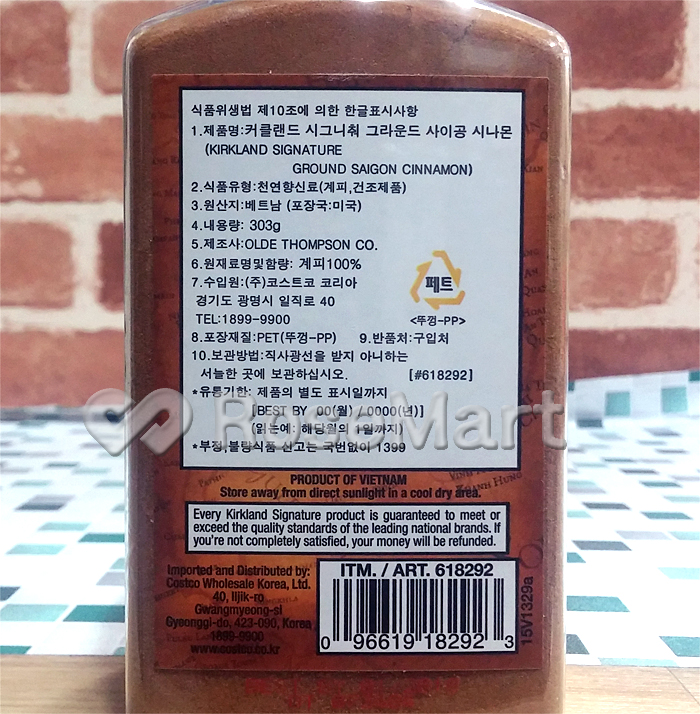 식품위생법 제10조에 의한 한글표시사항
1.제품명:커클랜드 시그니춰 그라운드 사이공 시나몬
(KIRKLAND SIGNATURE
GROUND SAIGON CINNAMON)
2.식품유형:천연향신료(계피,건조제품)
3.원산지:베트남 (포장국:미국)
4.내용량: 303g
5.제조사:OLDE THOMPSON CO.
6.원재료명및함량: 계피100%
7.수입원:(주)코스트코 코리아
경기도 광명시 일직로 40
TEL:1899-9900
페트
<뚜껑-PP>
8.포장재질:PET(뚜껑-PP) 9.반품처:구입처
10.보관방법:직사광선을 받지 아니하는
서늘한 곳에 보관하십시오. [#618292]
*유통기한: 제품의 별도 표시일까지
[BEST BY 00(월) /0000(년)]
(읽는예: 해당월의 1일까지)
*부정,불량식품 신고는 국번없이 1399
RoseMart
PRODUCT OF VIETNAM
Store away from direct sunlight in a cool dry area.
Every Kirkland Signature product is guaranteed to meet or
exceed the quality standards of the leading national brands. If
you're not completely satisfied, your money will be refunded.
Imported and Distributed by:
Costco Wholesale Korea, Ltd.
40, Iljik-ro
Gwangmyeong-si
Gyeonggi-do, 423-090, Korea
1899-9900
www.costco.co.kr
ITM. / ART. 618292
0 96619 18292 3
15V1329a